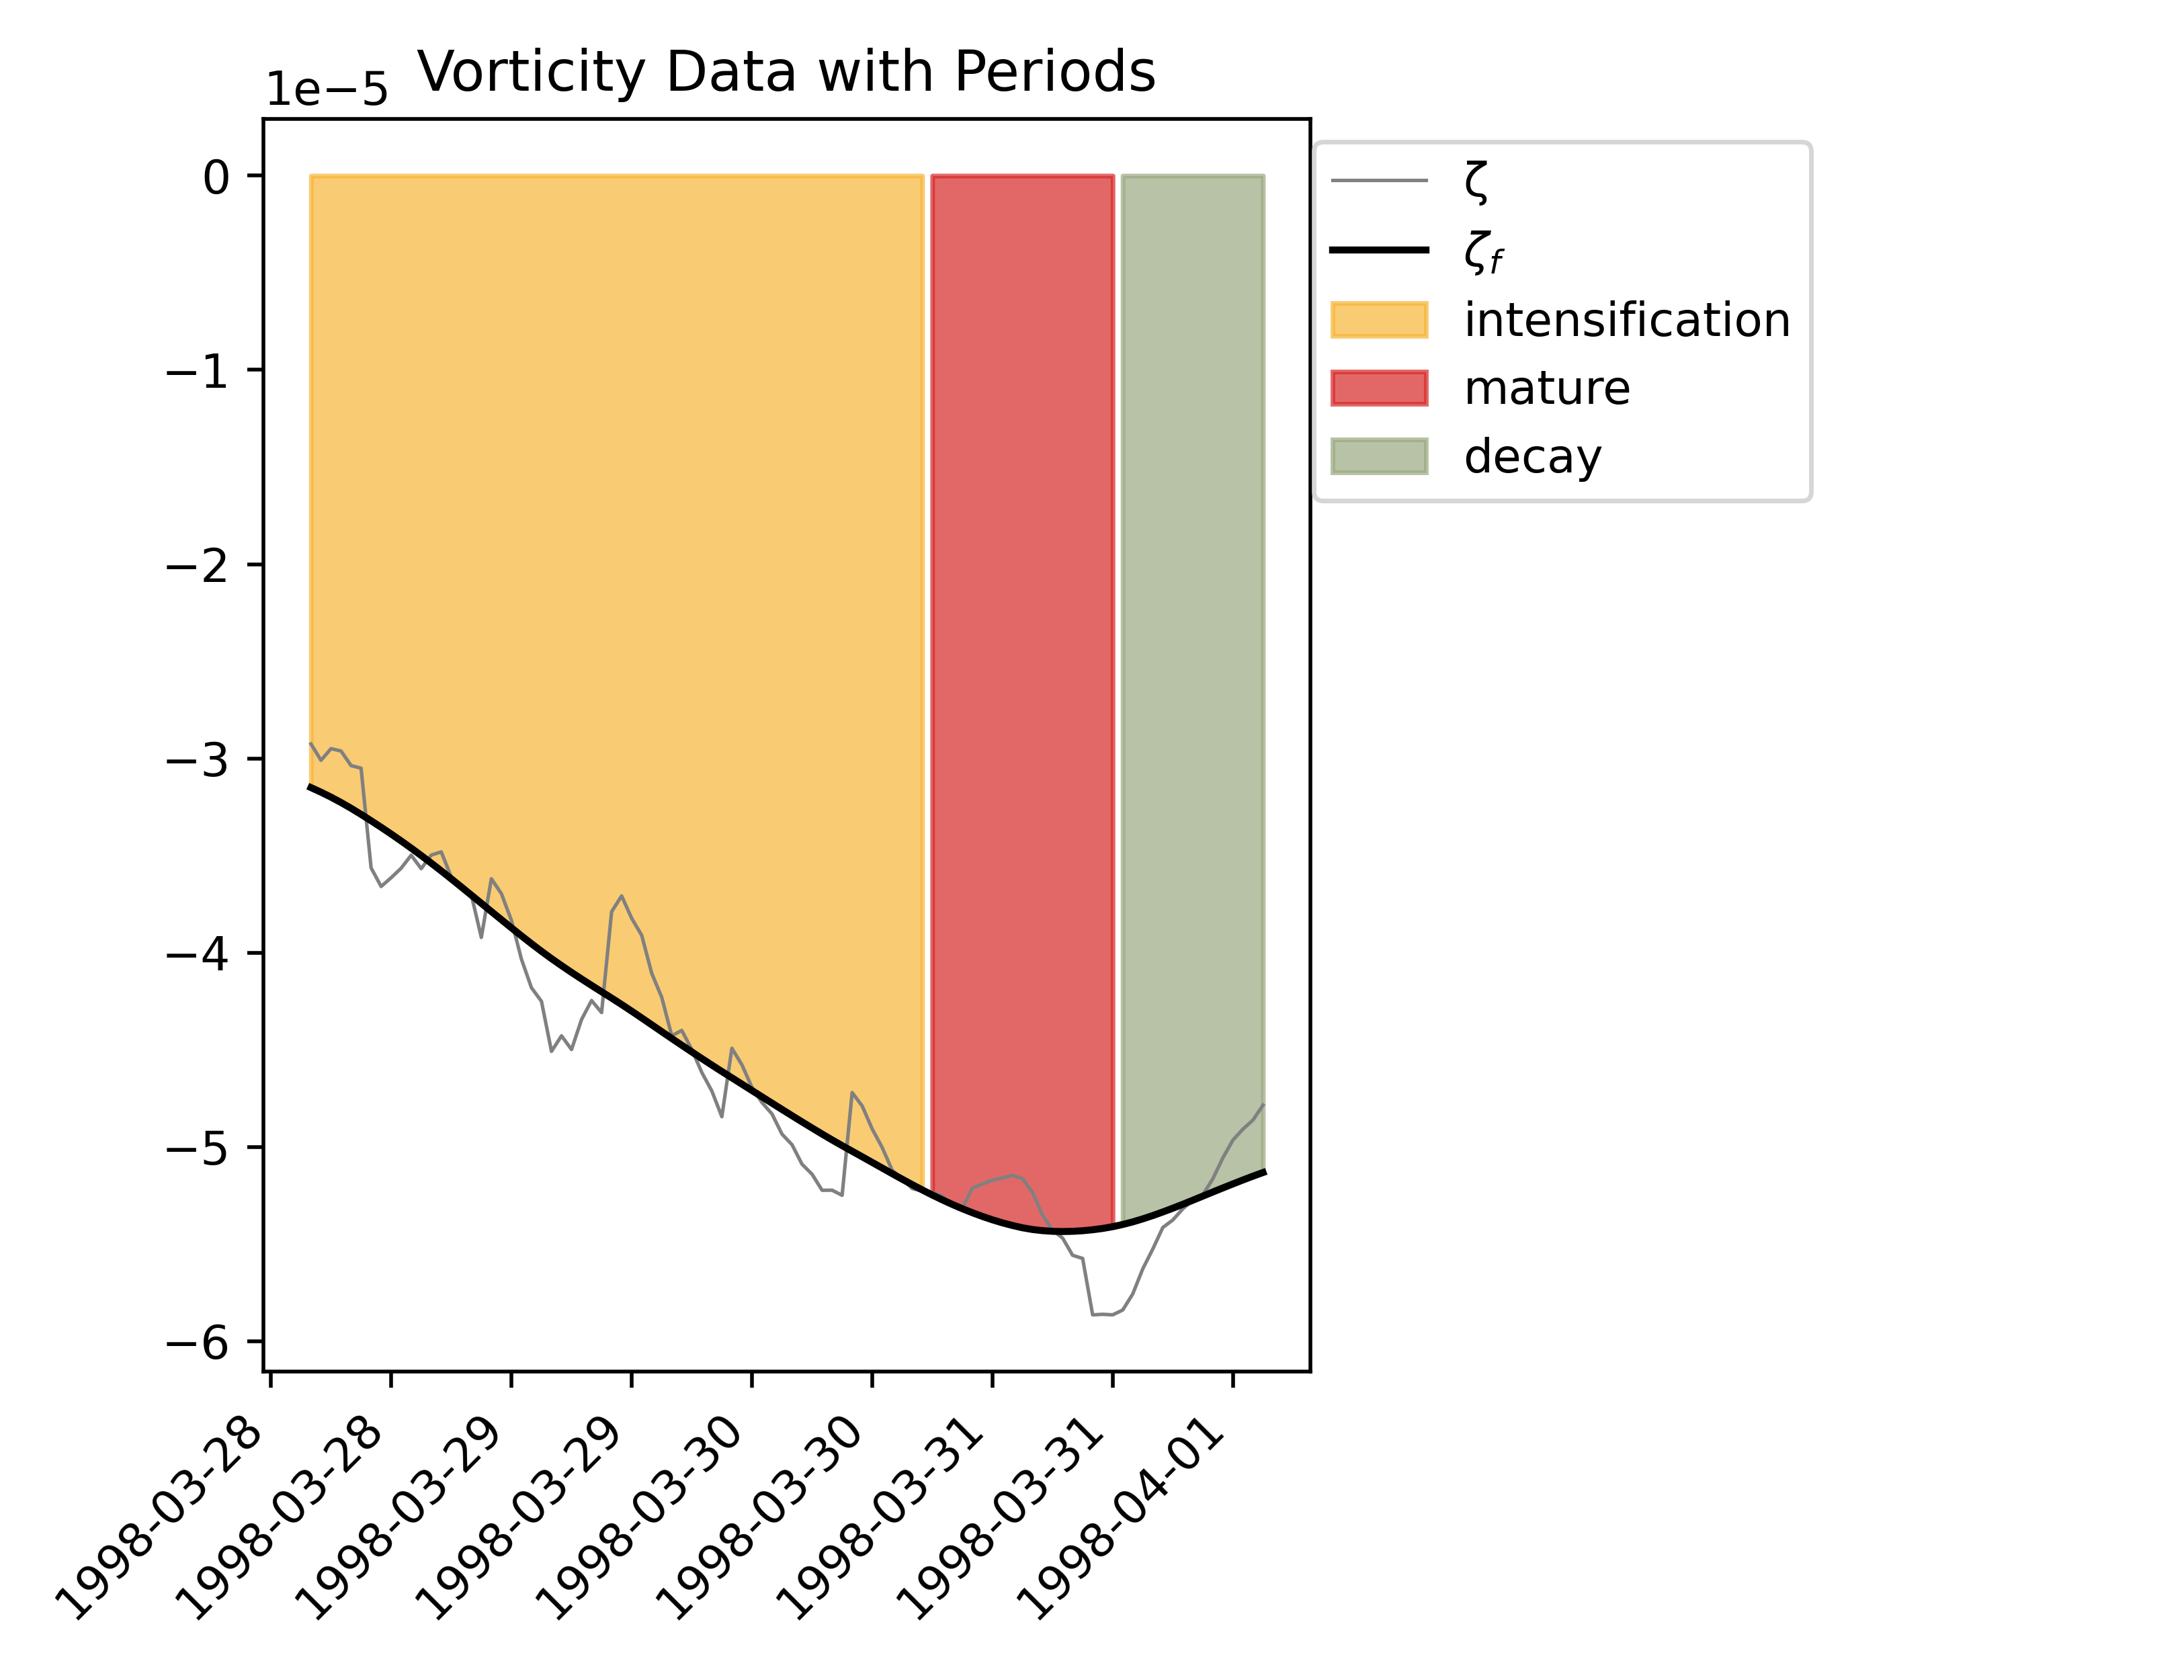 Vorticity Data with Periods
1e−5
0
−1
−2
−3
−4
−5
−6
1998-03-28
1998-03-28
1998-03-29
1998-03-29
1998-03-30
1998-03-30
1998-03-31
1998-03-31
1998-04-01
ζ
ζf
intensification
mature
decay